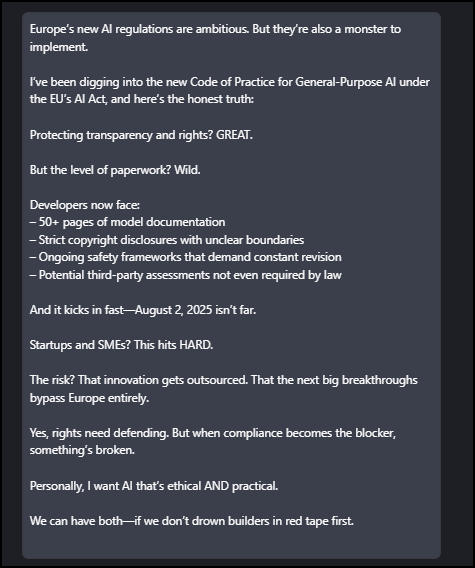 Europe's new AI regulations are ambitious. But they're also a monster to
implement.
I've been digging into the new Code of Practice for General-Purpose AI under
the EU's AI Act, and here's the honest truth:
Protecting transparency and rights? GREAT.
But the level of paperwork? Wild.
Developers now face:
– 50+ pages of model documentation
– Strict copyright disclosures with unclear boundaries
– Ongoing safety frameworks that demand constant revision
– Potential third-party assessments not even required by law
And it kicks in fast—August 2, 2025 isn't far.
Startups and SMEs? This hits HARD.
The risk? That innovation gets outsourced. That the next big breakthroughs
bypass Europe entirely.
Yes, rights need defending. But when compliance becomes the blocker,
something's broken.
Personally, I want AI that's ethical AND practical.
We can have both—if we don't drown builders in red tape first.